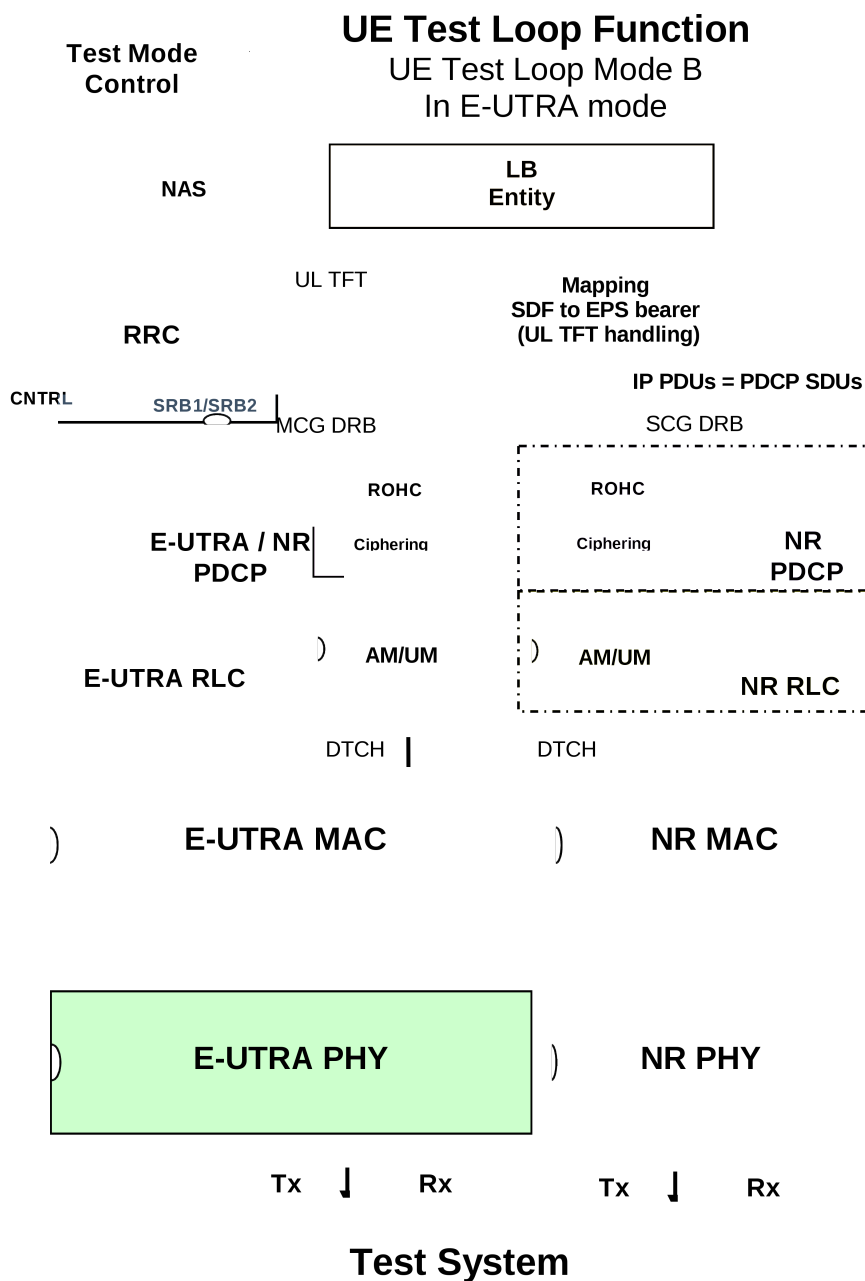 UE Test Loop Function
Test Mode
Control
UE Test Loop Mode B
In E-UTRA mode
NAS
LB
Entity
UL TFT
Mapping
SDF to EPS bearer
(UL TFT handling)
RRC
IP PDUs = PDCP SDUs
CNTRL
SRB1/SRB2
MCG DRB
SCG DRB
ROHC
ROHC
E-UTRA / NR
PDCP
Ciphering
Ciphering
NR
PDCP
E-UTRA RLC
AM/UM
AM/UM
NR RLC
DTCH
DTCH
E-UTRA MAC
NR MAC
E-UTRA PHY
NR PHY
Tx
Rx
Tx
Rx
Test System